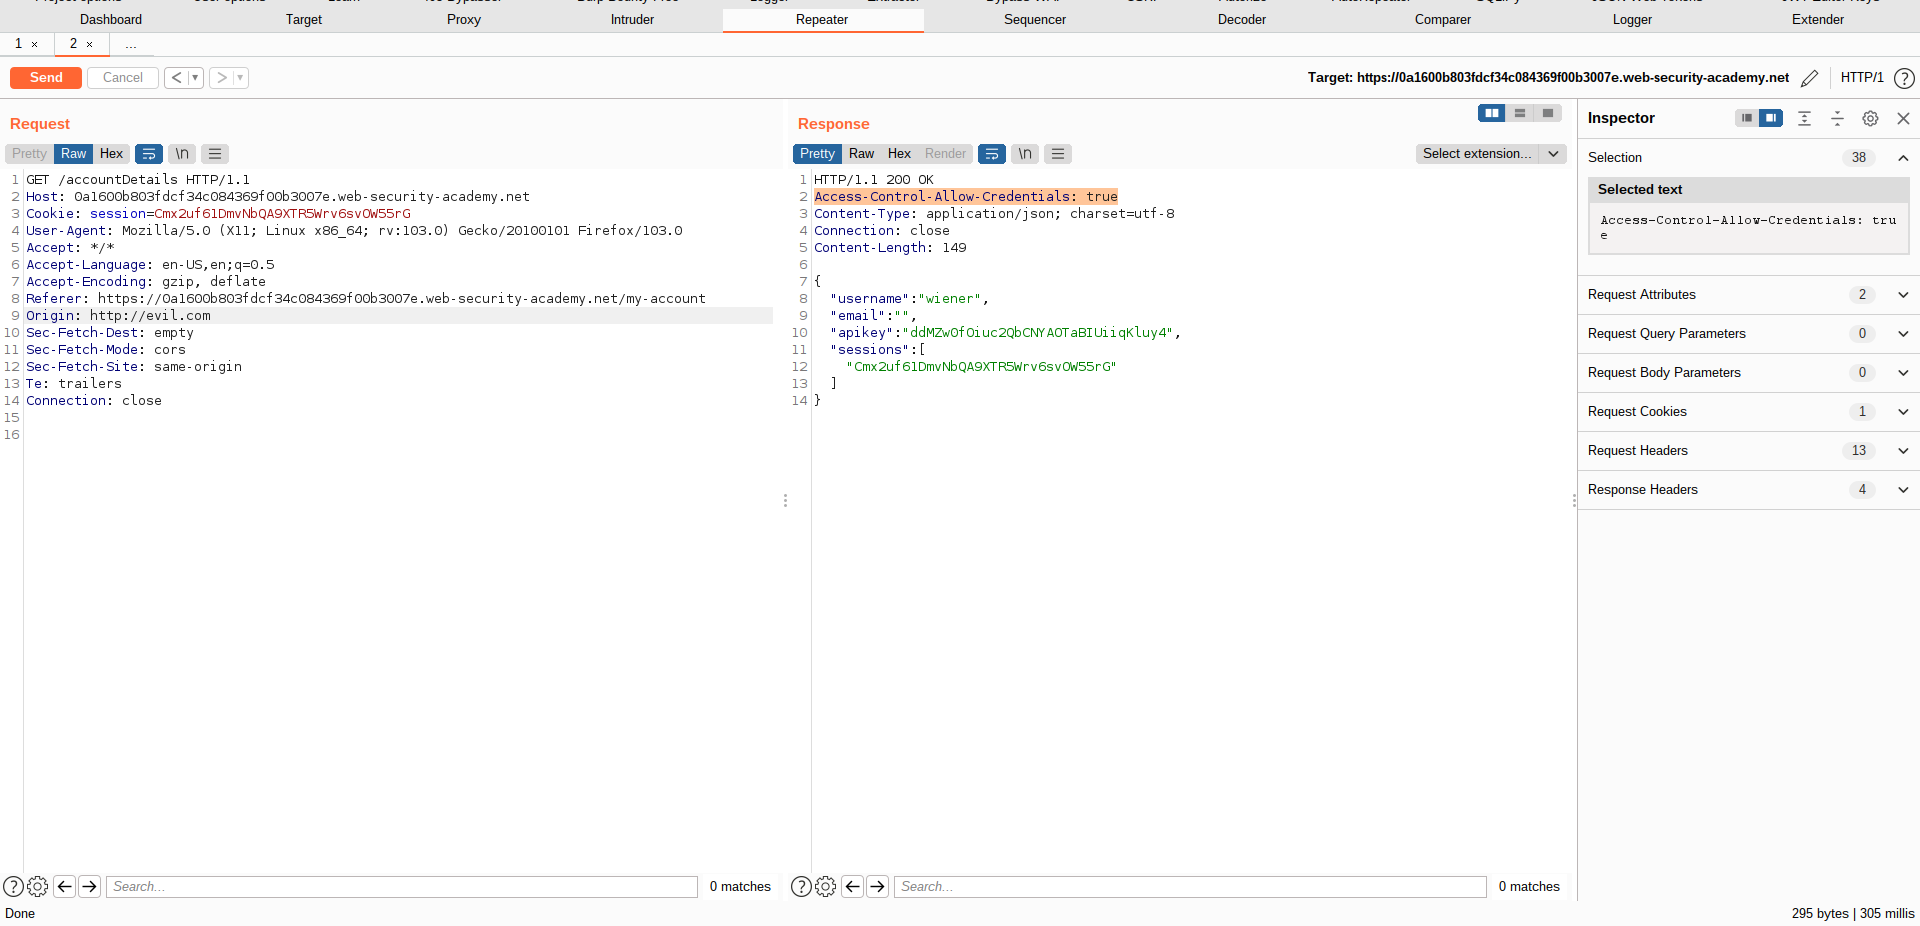 Dashboard Target Proxy Intruder Repeater Sequencer Decoder Comparer Logger Extender
1 × 2 × ...
Send Cancel < > Target: https://0a1600b803fdcf34c084369f00b3007e.web-security-academy.net HTTP/1 ?
Request
Pretty Raw Hex \n
1 GET /accountDetails HTTP/1.1
2 Host: 0a1600b803fdcf34c084369f00b3007e.web-security-academy.net
3 Cookie: session=Cmx2uf61DmvNbQA9XTR5Wrv6svOW55rG
4 User-Agent: Mozilla/5.0 (X11; Linux x86_64; rv:103.0) Gecko/20100101 Firefox/103.0
5 Accept: */*
6 Accept-Language: en-US,en;q=0.5
7 Accept-Encoding: gzip, deflate
8 Referer: https://0a1600b803fdcf34c084369f00b3007e.web-security-academy.net/my-account
9 Origin: http://evil.com
10 Sec-Fetch-Dest: empty
11 Sec-Fetch-Mode: cors
12 Sec-Fetch-Site: same-origin
13 Te: trailers
14 Connection: close
15
16
? Search... 0 matches
Response
Pretty Raw Hex Render \n Select extension...
1 HTTP/1.1 200 OK
2 Access-Control-Allow-Credentials: true
3 Content-Type: application/json; charset=utf-8
4 Connection: close
5 Content-Length: 149
6
7 {
8 "username":"wiener",
9 "email":"",
10 "apikey":"ddMZw0fOiuc2QbCNYAOTaBIUiiqKluy4",
11 "sessions":[
12 "Cmx2uf61DmvNbQA9XTR5Wrv6svOW55rG"
13 ]
14 }
? Search... 0 matches
Inspector
Selection 38
Selected text
Access-Control-Allow-Credentials: tru
e
Request Attributes 2
Request Query Parameters 0
Request Body Parameters 0
Request Cookies 1
Request Headers 13
Response Headers 4
Done 295 bytes | 305 millis